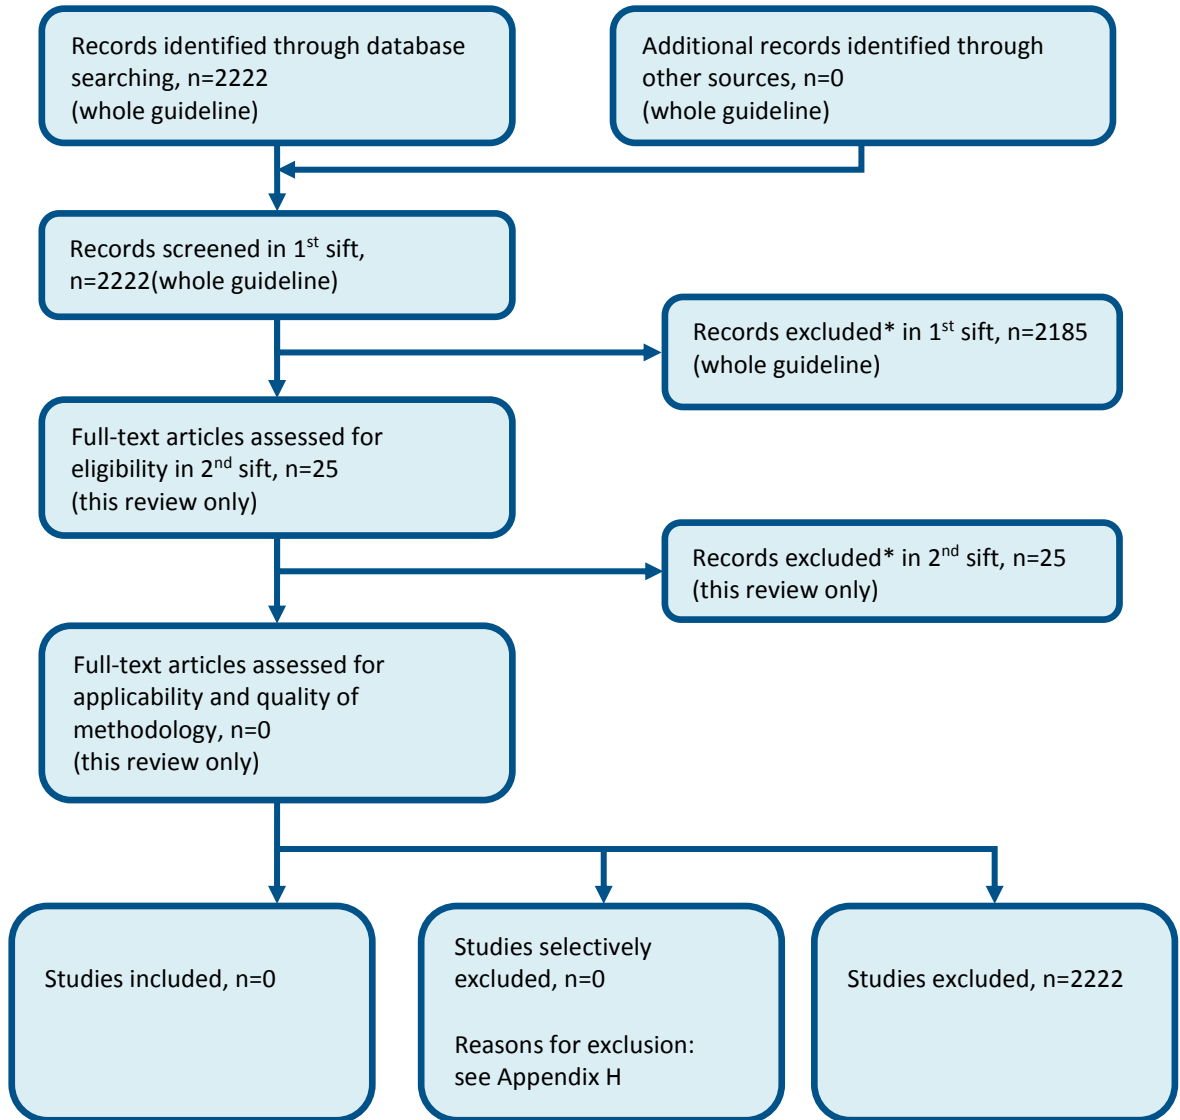 Records identified through database
searching, n=2222
(whole guideline)
Additional records identified through
other sources, n=0
(whole guideline)
Records screened in 1st sift,
n=2222(whole guideline)
Records excluded* in 1st sift, n=2185
(whole guideline)
Full-text articles assessed for
eligibility in 2nd sift, n=25
(this review only)
Records excluded* in 2nd sift, n=25
(this review only)
Full-text articles assessed for
applicability and quality of
methodology, n=0
(this review only)
Studies included, n=0
Studies selectively
excluded, n=0
Reasons for exclusion:
see Appendix H
Studies excluded, n=2222